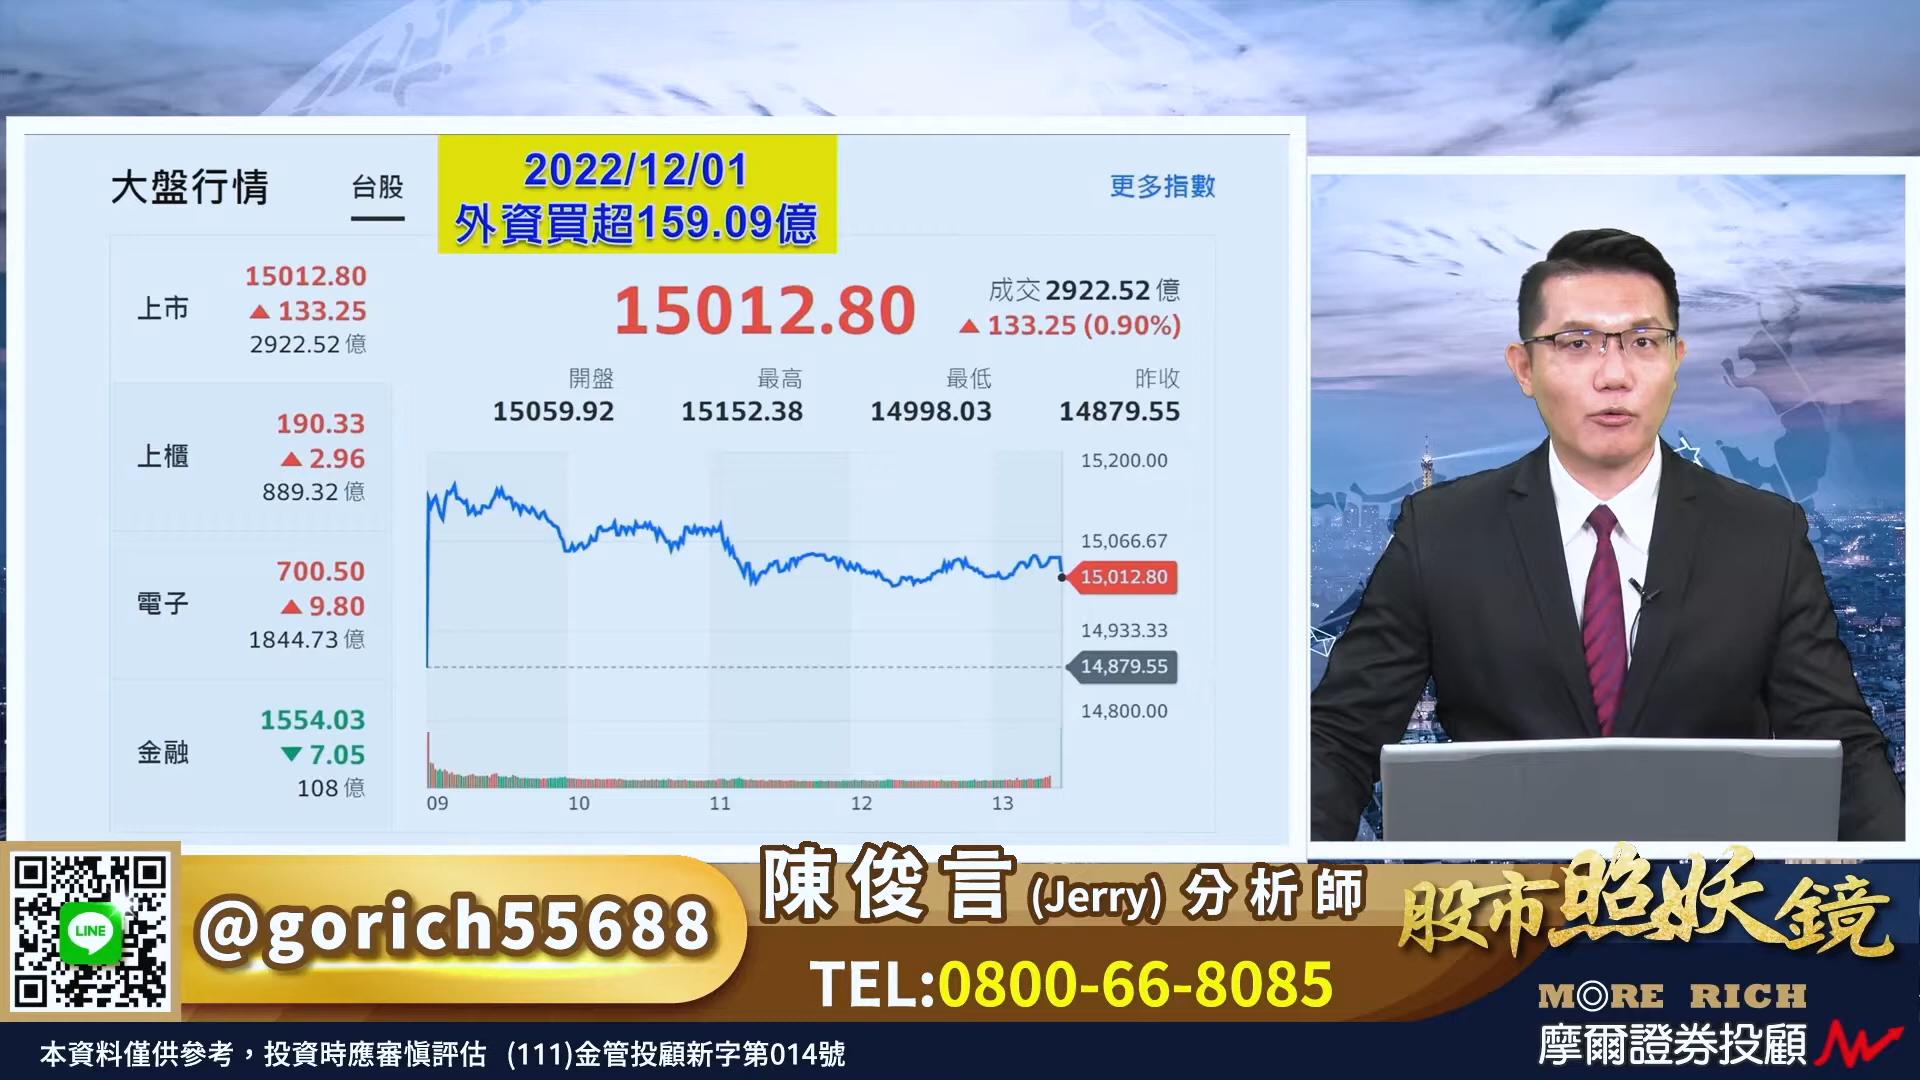 大盤行情
台股
2022/12/01
外資買超159.09億
更多指數
上市
15012.80
▲ 133.25
2922.52 億
上櫃
190.33
▲ 2.96
889.32 億
電子
700.50
▲ 9.80
1844.73 億
金融
1554.03
▼ 7.05
108 億
15012.80
成交 2922.52 億
▲ 133.25 (0.90%)
開盤 最高 最低 昨收
15059.92 15152.38 14998.03 14879.55
15,200.00
15,066.67
15,012.80
14,933.33
14,879.55
14,800.00
09 10 11 12 13
LINE
@gorich55688
陳俊言 (Jerry) 分析師
TEL:0800-66-8085
股市照妖鏡
MORE RICH
摩爾證券投顧
本資料僅供參考，投資時應審慎評估 (111)金管投顧新字第014號